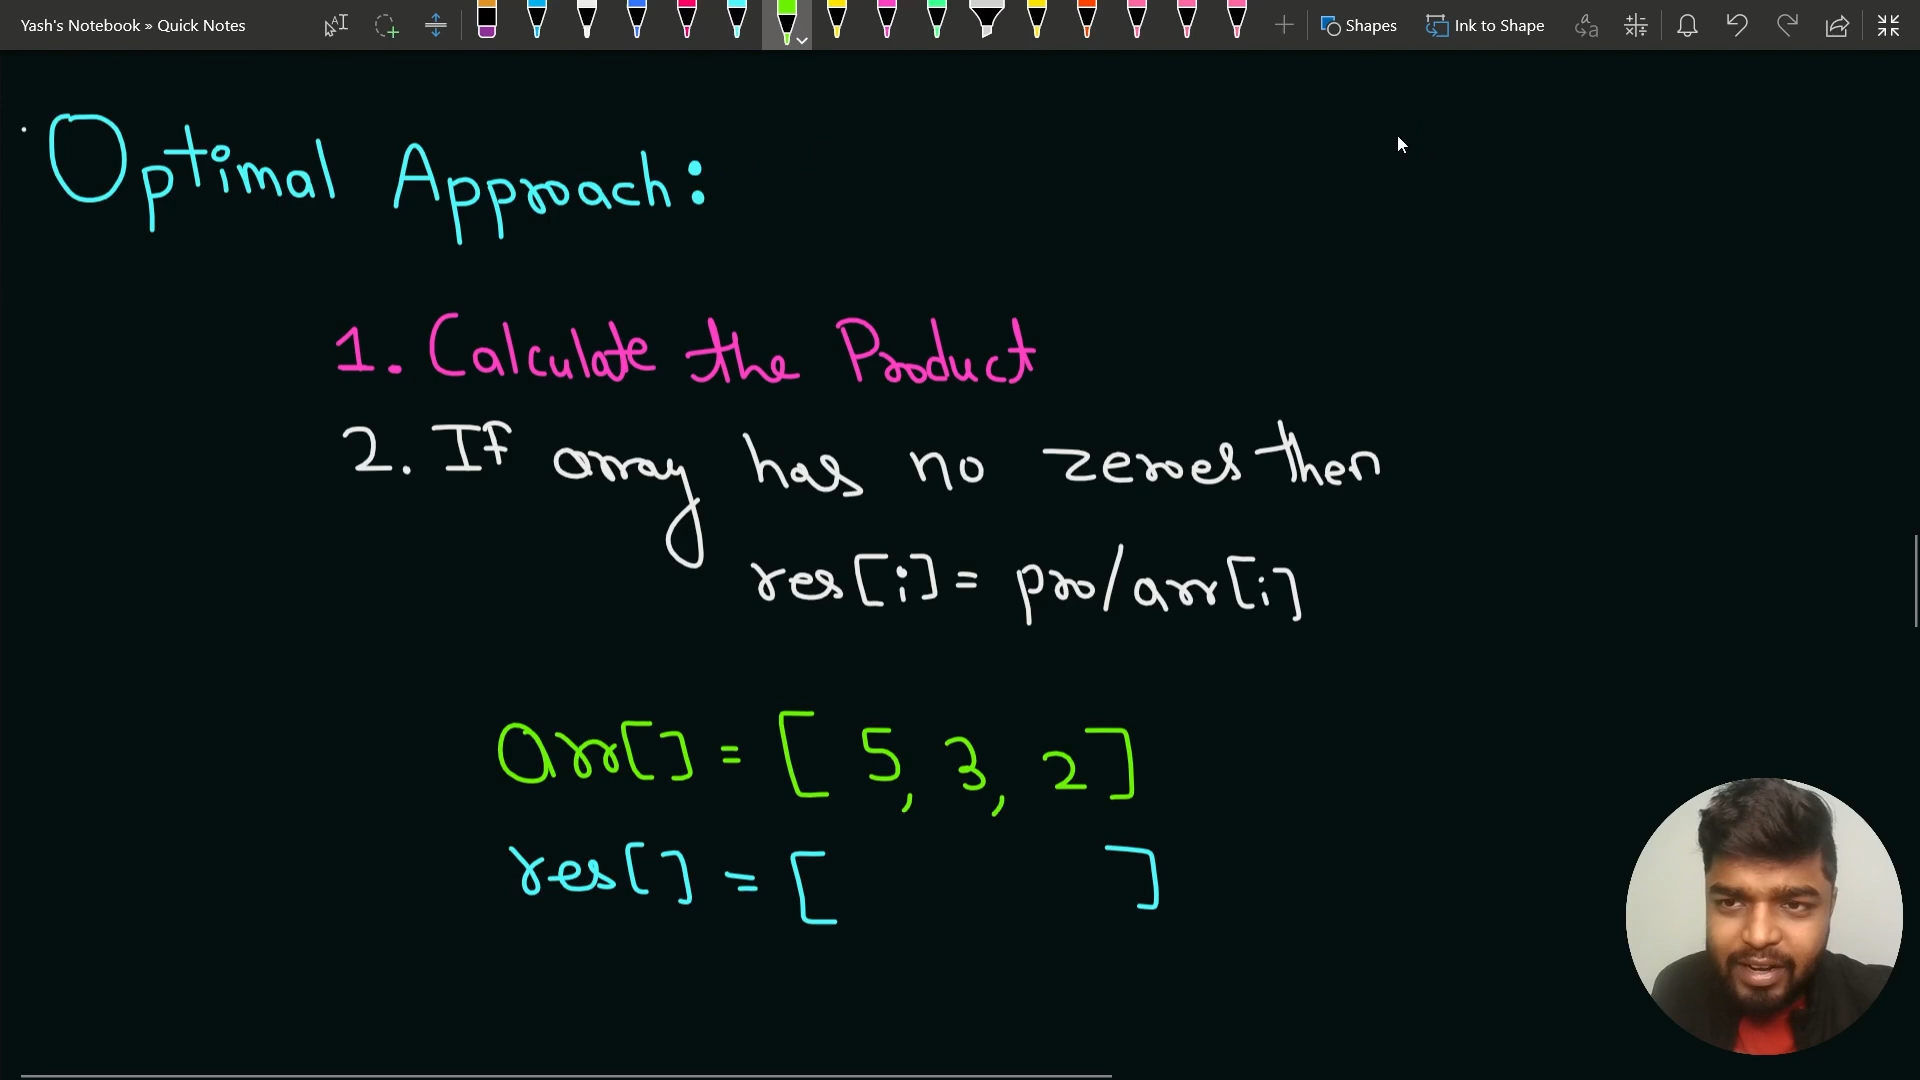 Yash's Notebook » Quick Notes
Shapes
Ink to Shape
Optimal Approach:
1. Calculate the Product
2. If array has no zeroes then
res[i]= pro/arr[i]
arr[] = [ 5, 3, 2]
res[] = [ ]